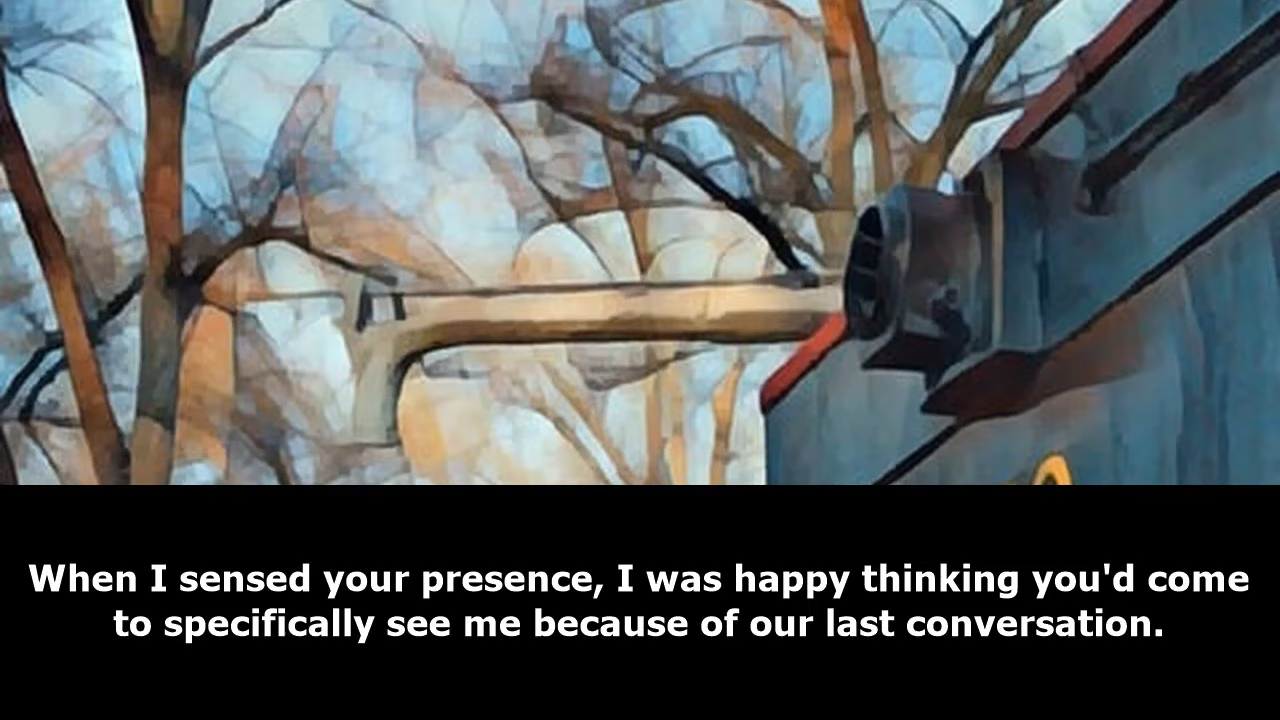 When I sensed your presence, I was happy thinking you'd come
to specifically see me because of our last conversation.